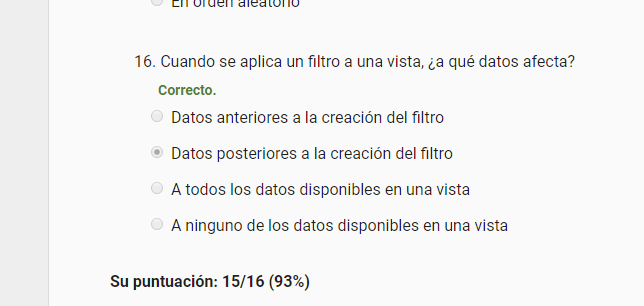 En orden aleatorio
16. Cuando se aplica un filtro a una vista, ¿a qué datos afecta?
Correcto.
Datos anteriores a la creación del filtro
Datos posteriores a la creación del filtro
A todos los datos disponibles en una vista
A ninguno de los datos disponibles en una vista
Su puntuación: 15/16 (93%)